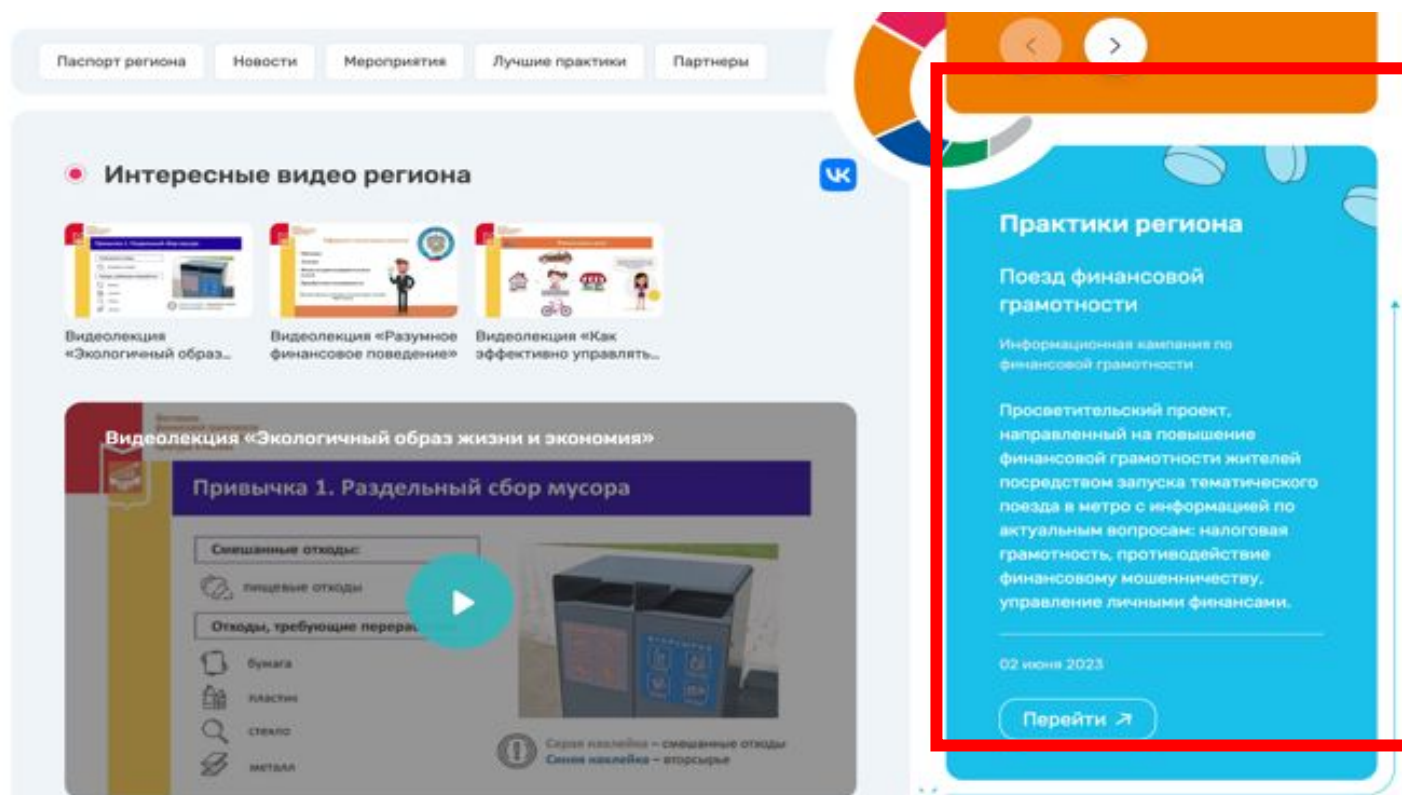 Паспорт региона
Новости
Мероприятия
Лучшие практики
Партнеры
Интересные видео региона
Видеолекция
«Экологичный образ...
Видеолекция «Разумное
финансовое поведение»
Видеолекция «Как
эффективно управлять...
Видеолекция «Экологичный образ жизни и экономия»
Привычка 1. Раздельный сбор мусора
Смешанные отходы:
пищевые отходы
Отходы, требующие
бумага
пластик
стекло
металл
Серая наклейка – смешанные отходы
Синяя наклейка – вторсырье
Практики региона
Поезд финансовой
грамотности
Информационная кампания по
финансовой грамотности
Просветительский проект,
направленный на повышение
финансовой грамотности жителей
посредством запуска тематического
поезда в метро с информацией по
актуальным вопросам: налоговая
грамотность, противодействие
финансовому мошенничеству,
управление личными финансами.
02 июня 2023
Перейти